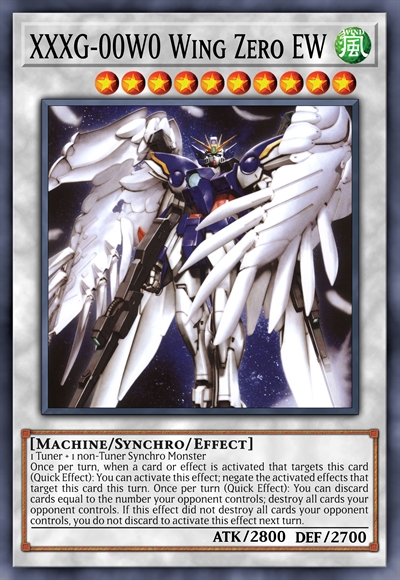 XXXG-00W0 Wing Zero EW
WIND
風
[Machine/Synchro/Effect]
1 Tuner + 1 non-Tuner Synchro Monster
Once per turn, when a card or effect is activated that targets this card
(Quick Effect): You can activate this effect; negate the activated effects that
target this card this turn. Once per turn (Quick Effect): You can discard
cards equal to the number your opponent controls; destroy all cards your
opponent controls. If this effect did not destroy all cards your opponent
controls, you do not discard to activate this effect next turn.
ATK/2800 DEF/2700